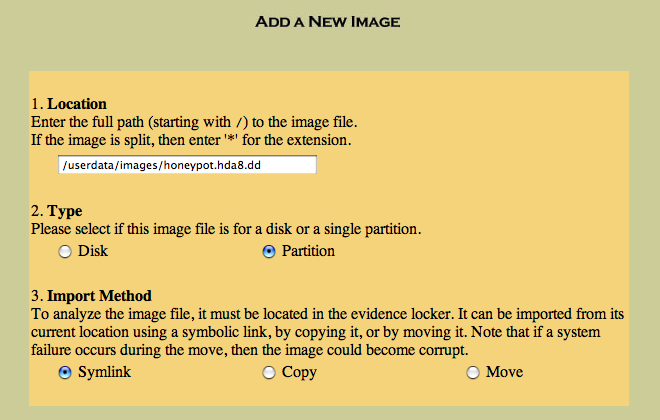 ADD A NEW IMAGE
1. Location
Enter the full path (starting with /) to the image file.
If the image is split, then enter '*' for the extension.
/userdata/images/honeypot.hda8.dd
2. Type
Please select if this image file is for a disk or a single partition.
Disk Partition
3. Import Method
To analyze the image file, it must be located in the evidence locker. It can be imported from its
current location using a symbolic link, by copying it, or by moving it. Note that if a system
failure occurs during the move, then the image could become corrupt.
Symlink Copy Move